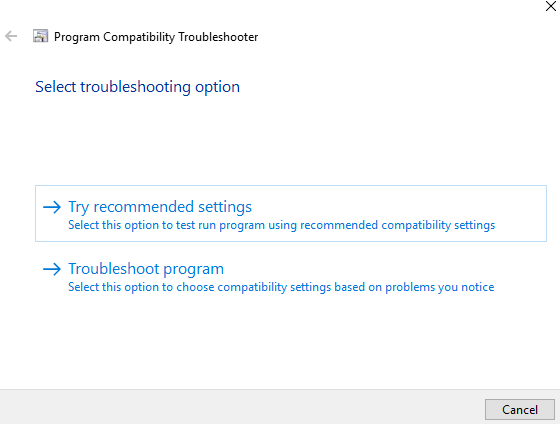 Program Compatibility Troubleshooter
Select troubleshooting option
Try recommended settings
Select this option to test run program using recommended compatibility settings
Troubleshoot program
Select this option to choose compatibility settings based on problems you notice
Cancel